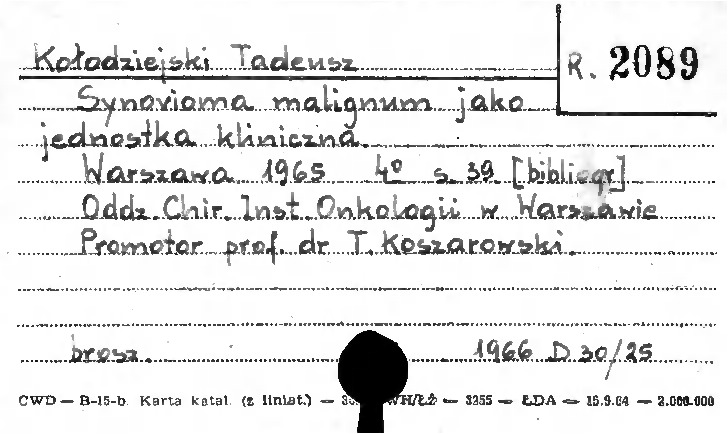 Kołodziejski Tadeusz
R. 2089
Synovioma malignum jako
jednostka kliniczna.
Warszawa 1965 4º s. 39 [bibliogr]
Oddz. Chir. Inst. Onkologii w Warszawie
Promotor prof. dr T. Koszarowski.
brosz. 1966 D 30/25
CWD — B-15-b. Karta katal. (z liniat.) — WH/ŁŻ — 3255 — ŁDA — 15.9.64 — 2.000.000